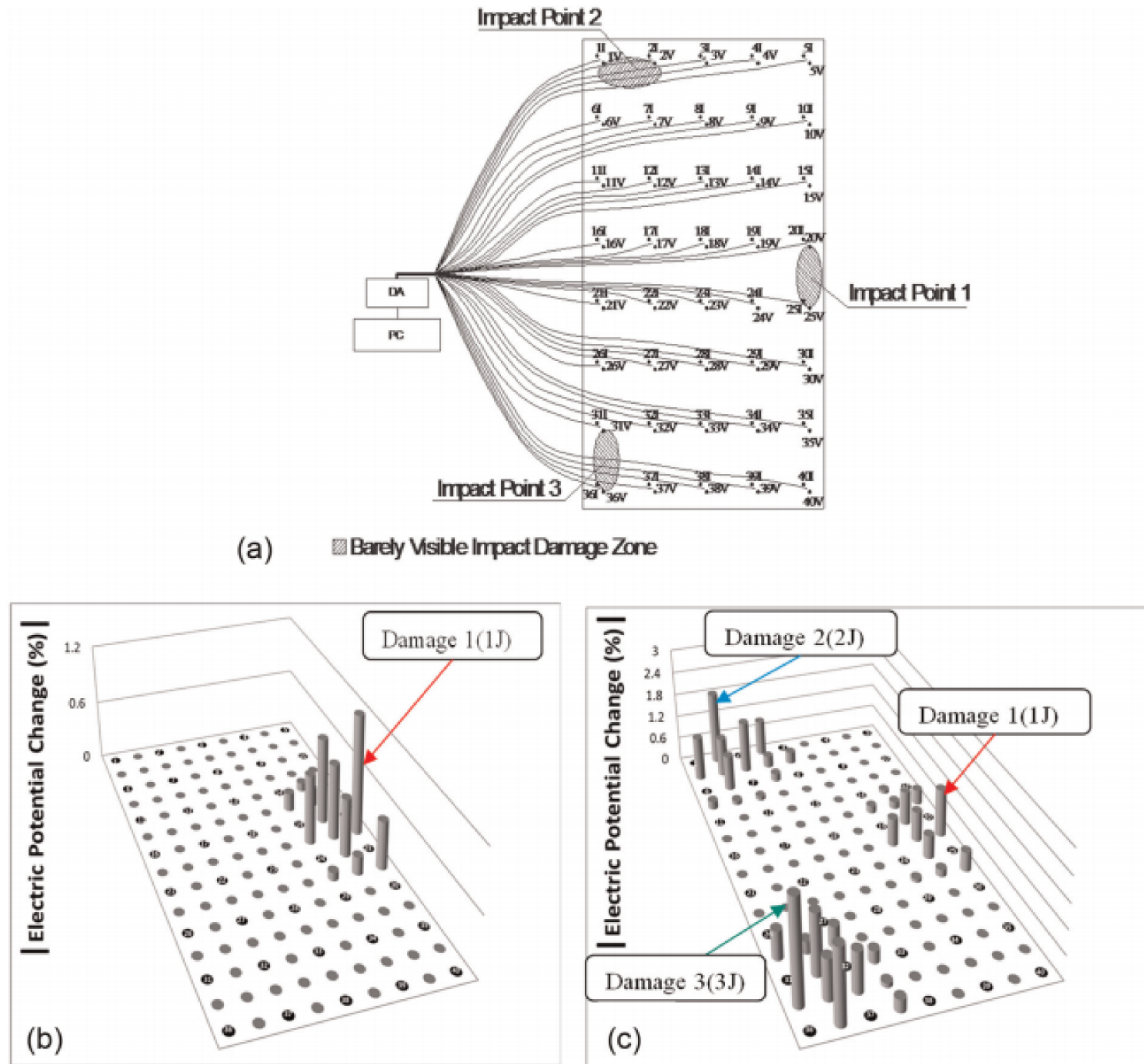 Impact Point 2
1I 2I 3I 4I 5I
1V 2V 3V 4V 5V
6I 7I 8I 9I 10I
6V 7V 8V 9V 10V
11I 12I 13I 14I 15I
11V 12V 13V 14V 15V
16I 17I 18I 19I 20I
16V 17V 18V 19V 20V
DA
PC
Impact Point 1
21I 22I 23I 24I 25I
21V 22V 23V 24V 25V
26I 27I 28I 29I 30I
26V 27V 28V 29V 30V
31I 32I 33I 34I 35I
31V 32V 33V 34V 35V
Impact Point 3
36I 37I 38I 39I 40I
36V 37V 38V 39V 40V
(a)
Barely Visible Impact Damage Zone
|Electric Potential Change (%)|
1.2
0.6
0
Damage 1(1J)
(b)
|Electric Potential Change (%)|
3
2.4
1.8
1.2
0.6
0
Damage 2(2J)
Damage 1(1J)
Damage 3(3J)
(c)